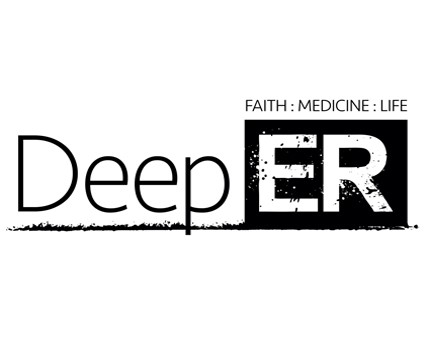 FAITH : MEDICINE : LIFE
DeepER